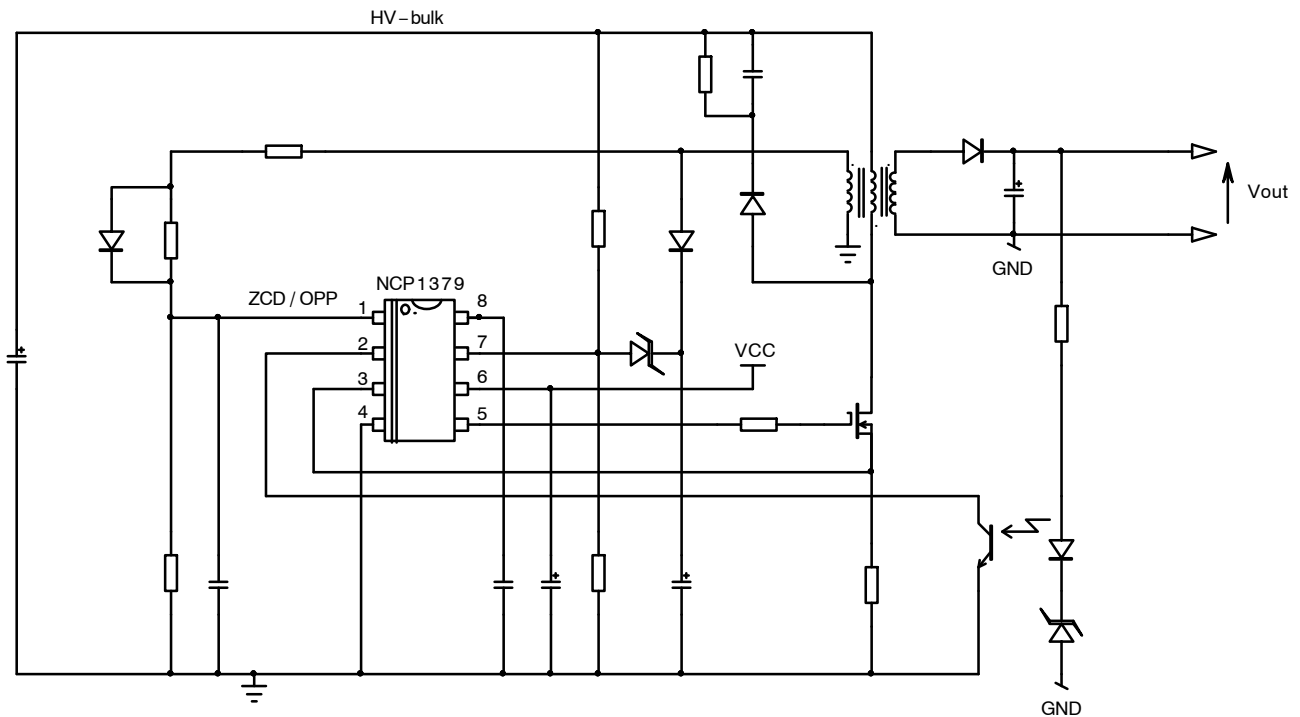 HV-bulk
Vout
GND
NCP1379
ZCD / OPP
1
8
2
7
VCC
3
6
4
5
GND